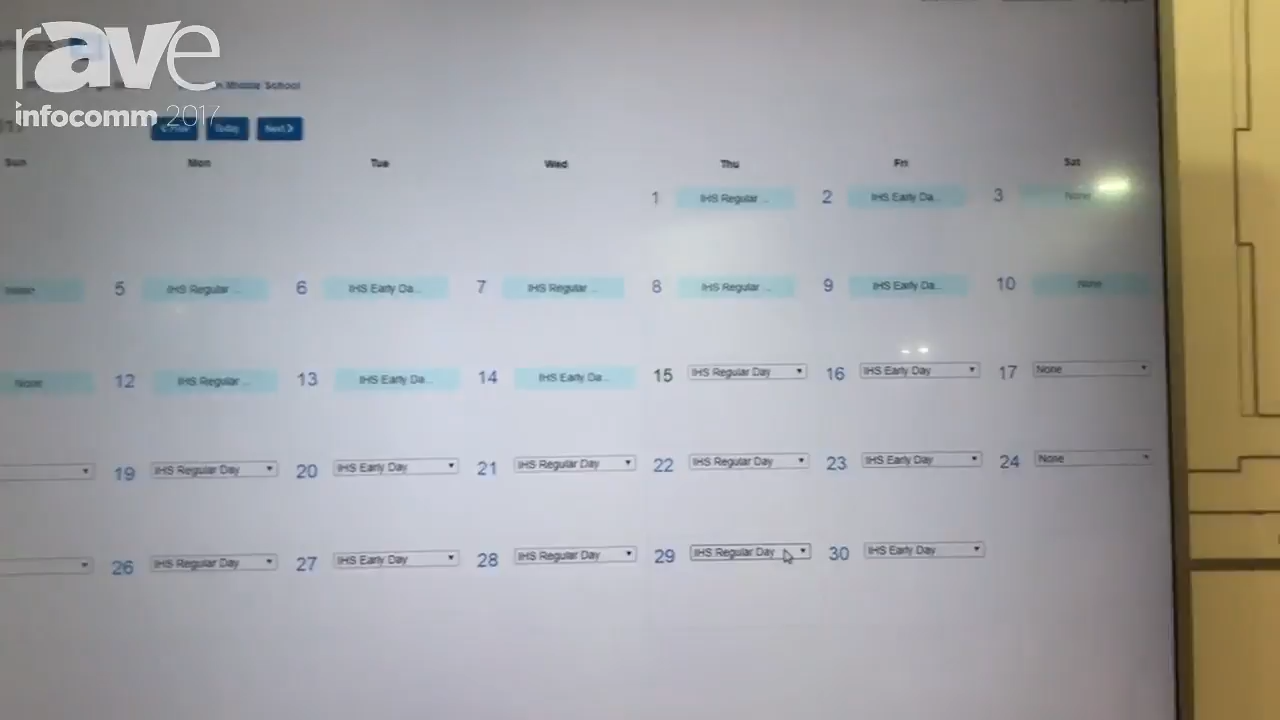 rAVe
infocomm 2017
Middle School
Prev Today Next
Sun Mon Tue Wed Thu Fri Sat
1 IHS Regular ... 2 IHS Early Da... 3 None
None 5 IHS Regular ... 6 IHS Early Da... 7 IHS Regular ... 8 IHS Regular ... 9 IHS Early Da... 10 None
None 12 IHS Regular ... 13 IHS Early Da... 14 IHS Early Da... 15 IHS Regular Day 16 IHS Early Day 17 None
19 IHS Regular Day 20 IHS Early Day 21 IHS Regular Day 22 IHS Regular Day 23 IHS Early Day 24 None
26 IHS Regular Day 27 IHS Early Day 28 IHS Regular Day 29 IHS Regular Day 30 IHS Early Day